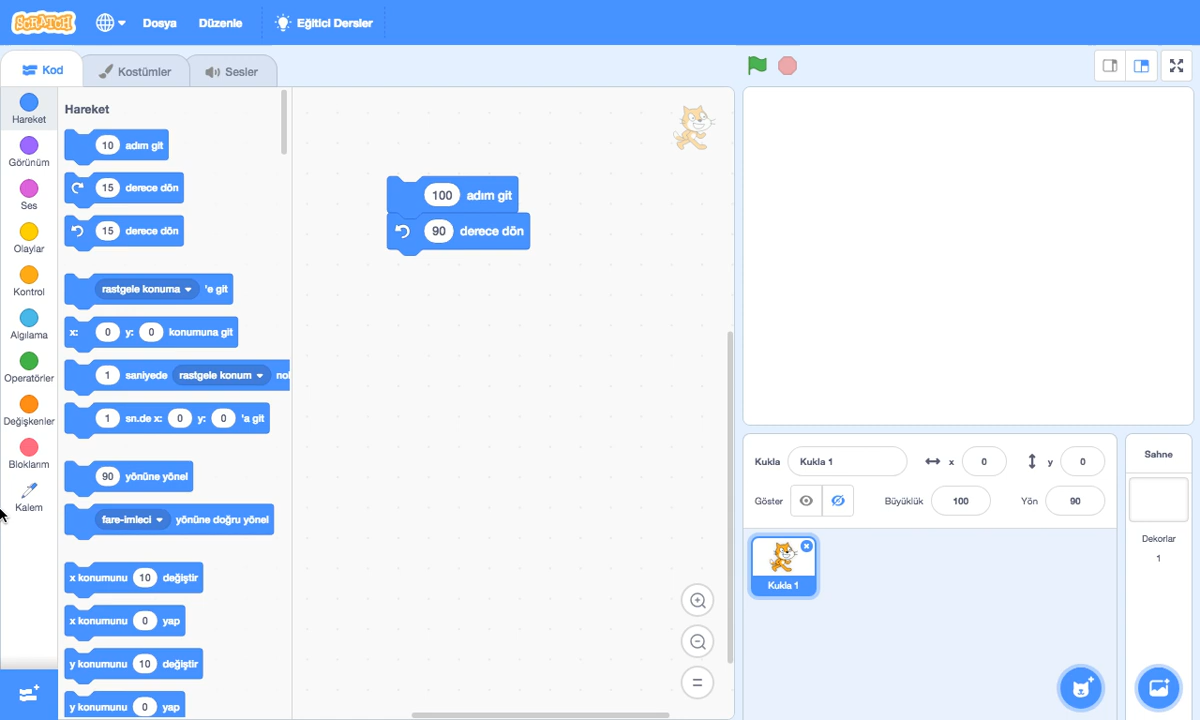 SCRATCH
Dosya
Düzenle
Eğitici Dersler
Kod
Kostümler
Sesler
Hareket
Görünüm
Ses
Olaylar
Kontrol
Algılama
Operatörler
Değişkenler
Bloklarım
Kalem
Hareket
10 adım git
15 derece dön
15 derece dön
rastgele konuma 'e git
x: 0 y: 0 konumuna git
1 saniyede rastgele konum nol
1 sn.de x: 0 y: 0 'a git
90 yönüne yönel
fare-imleci yönüne doğru yönel
x konumunu 10 değiştir
x konumunu 0 yap
y konumunu 10 değiştir
y konumunu 0 yap
100 adım git
90 derece dön
Kukla Kukla 1 x 0 y 0
Göster Büyüklük 100 Yön 90
Kukla 1
Sahne
Dekorlar
1